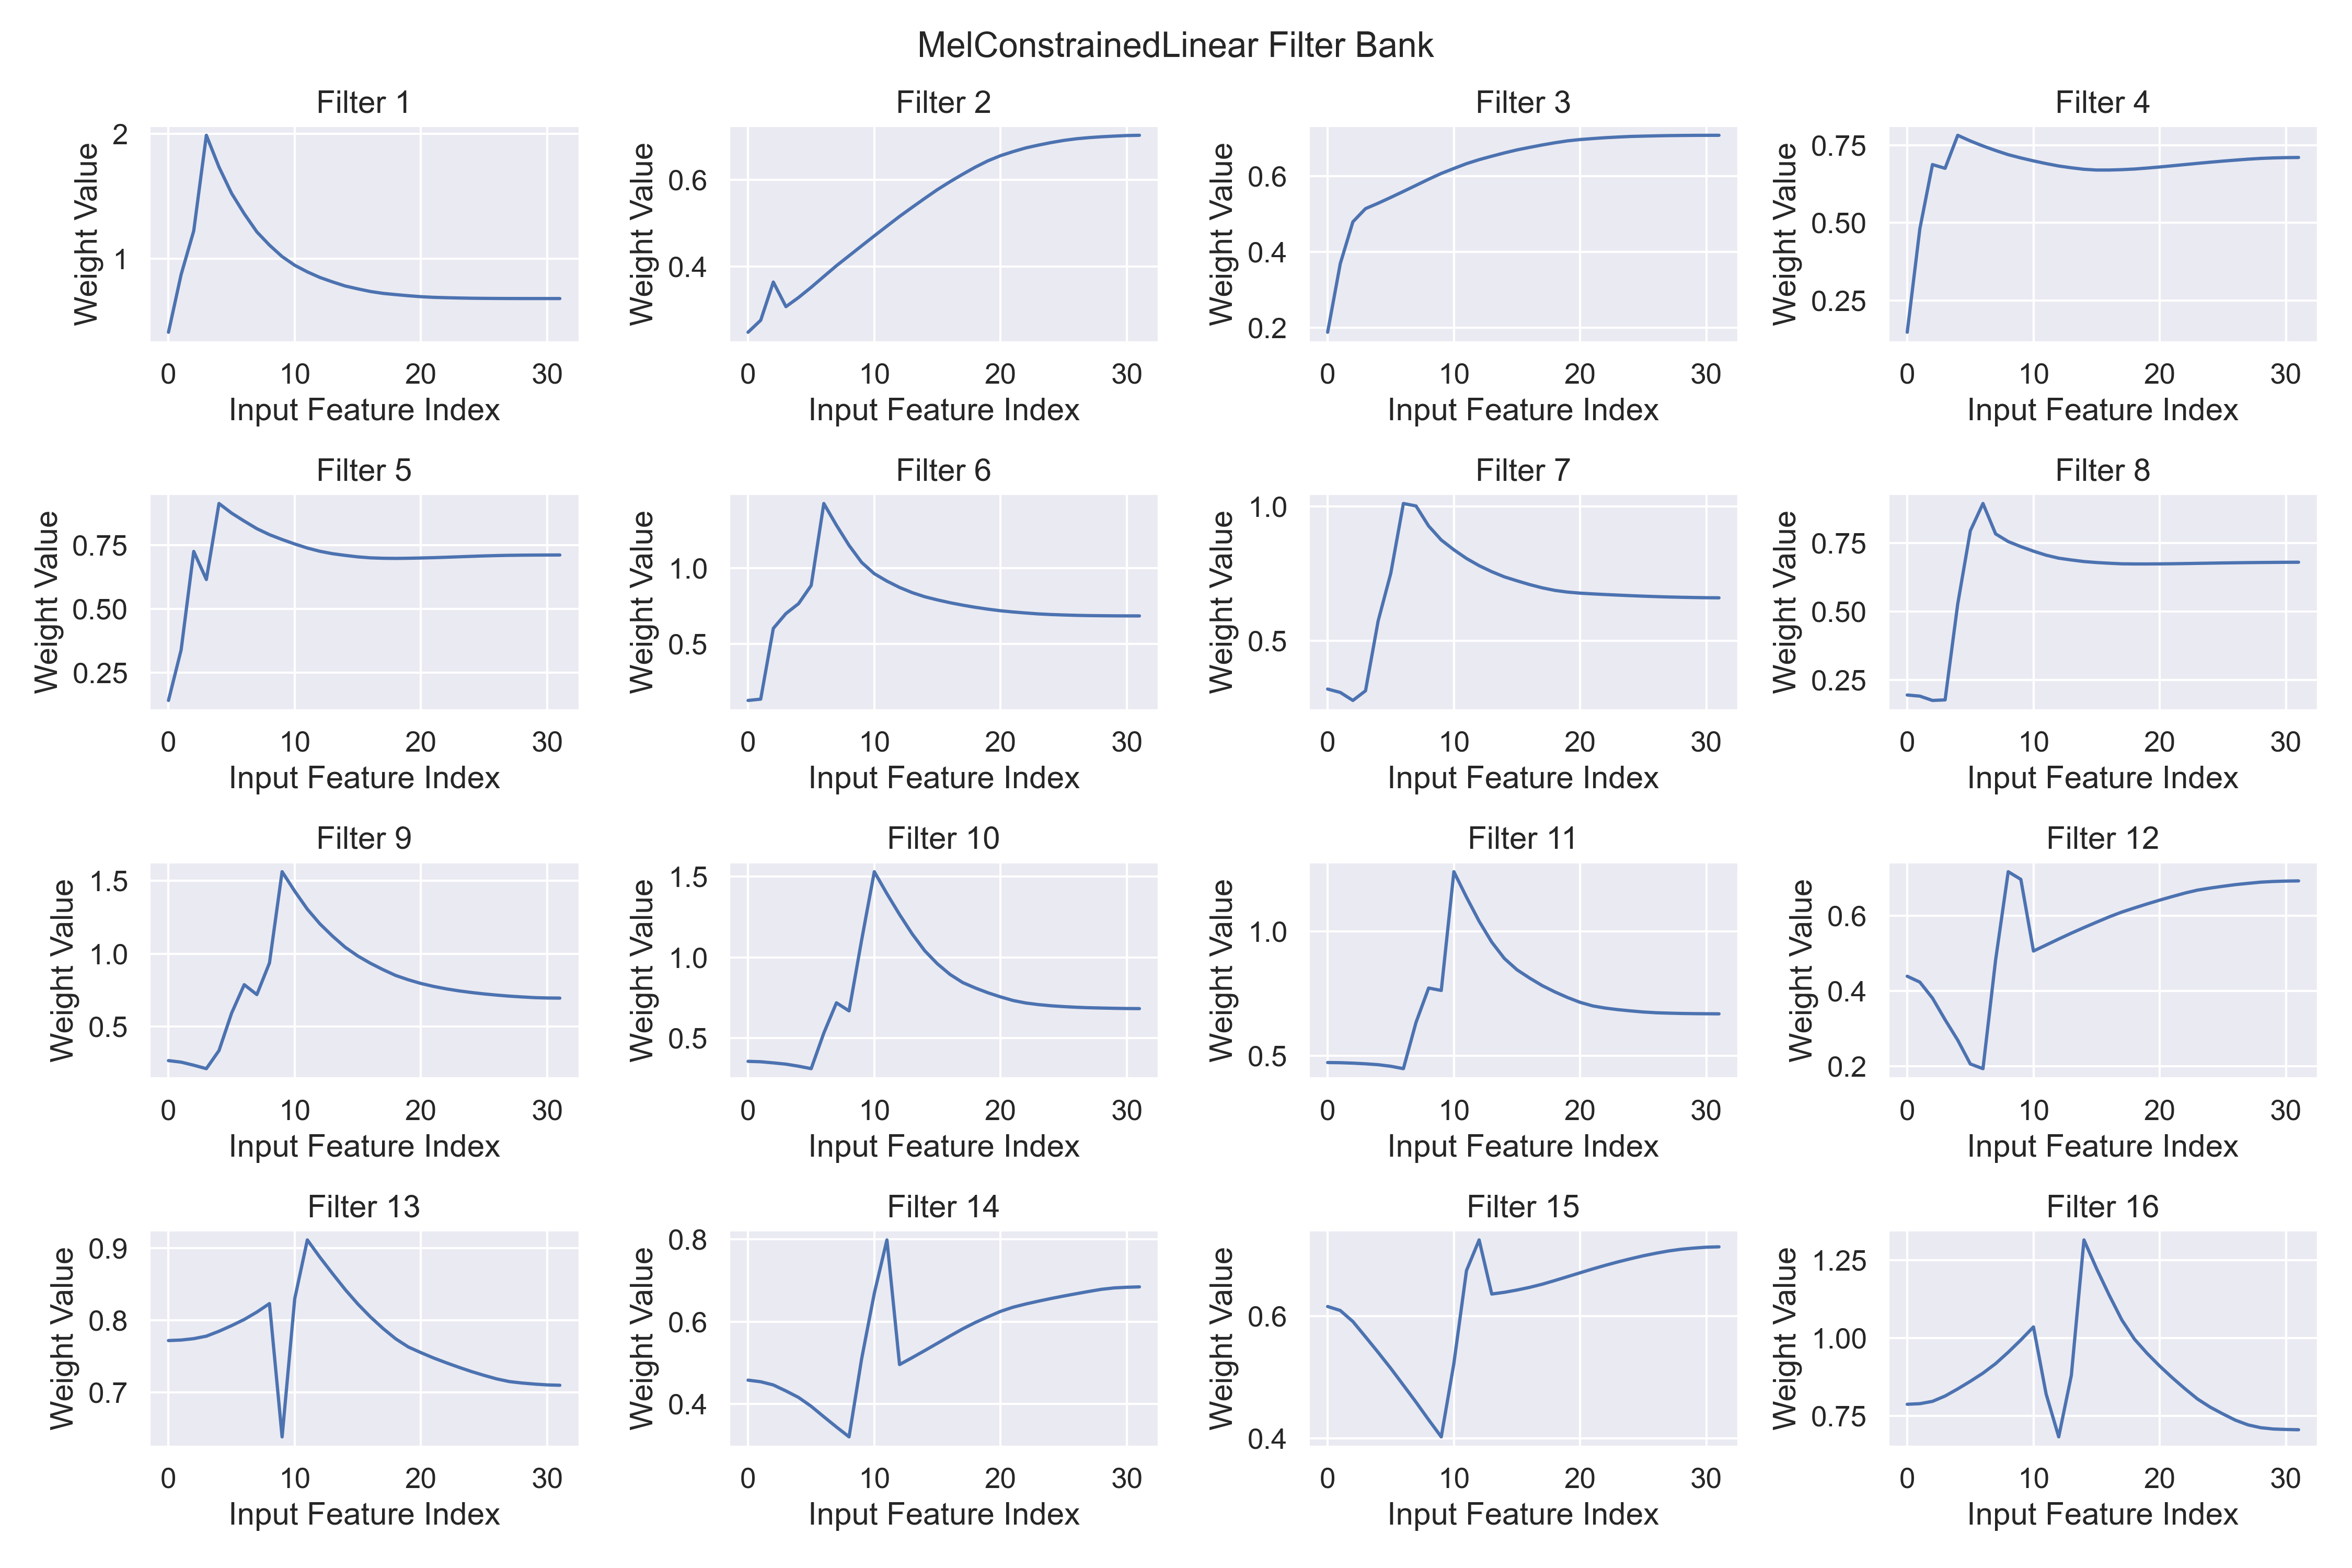 MelConstrainedLinear Filter Bank
Filter 1
2
1
Weight Value
0 10 20 30
Input Feature Index
Filter 2
0.6
0.4
Weight Value
0 10 20 30
Input Feature Index
Filter 3
0.6
0.4
0.2
Weight Value
0 10 20 30
Input Feature Index
Filter 4
0.75
0.50
0.25
Weight Value
0 10 20 30
Input Feature Index
Filter 5
0.75
0.50
0.25
Weight Value
0 10 20 30
Input Feature Index
Filter 6
1.0
0.5
Weight Value
0 10 20 30
Input Feature Index
Filter 7
1.0
0.5
Weight Value
0 10 20 30
Input Feature Index
Filter 8
0.75
0.50
0.25
Weight Value
0 10 20 30
Input Feature Index
Filter 9
1.5
1.0
0.5
Weight Value
0 10 20 30
Input Feature Index
Filter 10
1.5
1.0
0.5
Weight Value
0 10 20 30
Input Feature Index
Filter 11
1.0
0.5
Weight Value
0 10 20 30
Input Feature Index
Filter 12
0.6
0.4
0.2
Weight Value
0 10 20 30
Input Feature Index
Filter 13
0.9
0.8
0.7
Weight Value
0 10 20 30
Input Feature Index
Filter 14
0.8
0.6
0.4
Weight Value
0 10 20 30
Input Feature Index
Filter 15
0.6
0.4
Weight Value
0 10 20 30
Input Feature Index
Filter 16
1.25
1.00
0.75
Weight Value
0 10 20 30
Input Feature Index